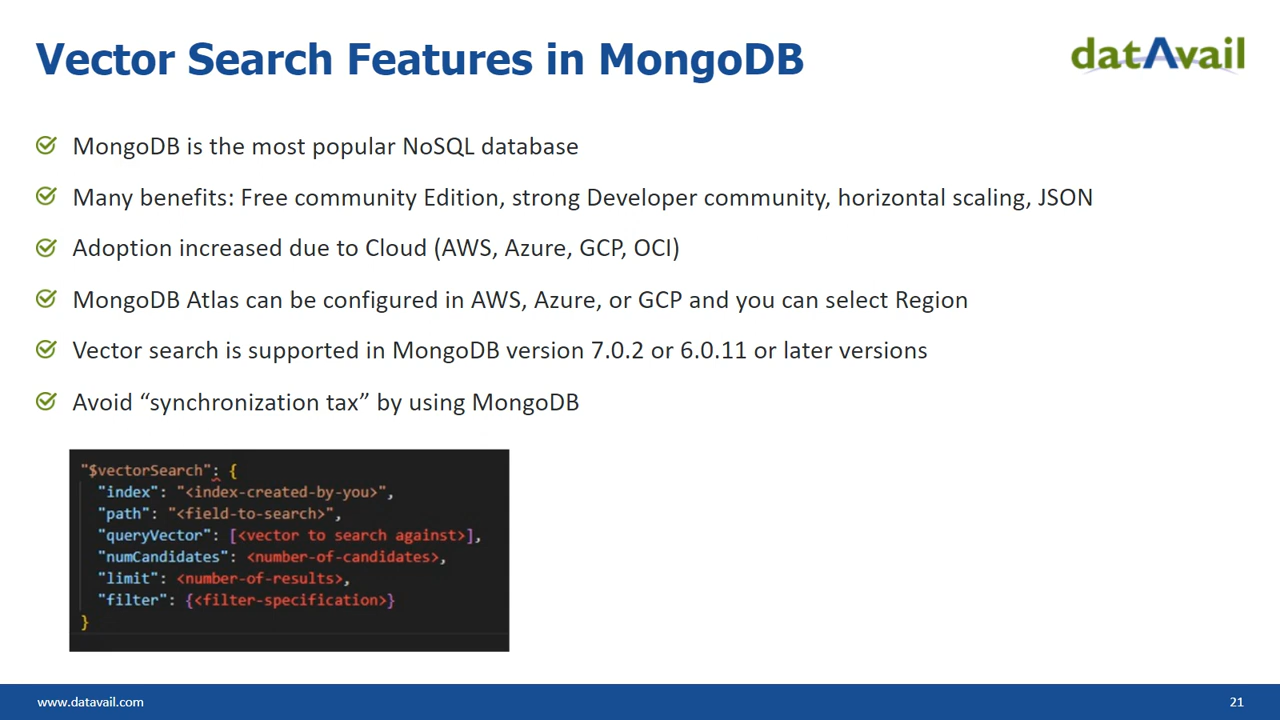 Vector Search Features in MongoDB
datAvail
MongoDB is the most popular NoSQL database
Many benefits: Free community Edition, strong Developer community, horizontal scaling, JSON
Adoption increased due to Cloud (AWS, Azure, GCP, OCI)
MongoDB Atlas can be configured in AWS, Azure, or GCP and you can select Region
Vector search is supported in MongoDB version 7.0.2 or 6.0.11 or later versions
Avoid “synchronization tax” by using MongoDB
"$vectorSearch": {
"index": "<index-created-by-you>",
"path": "<field-to-search>",
"queryVector": [<vector to search against>],
"numCandidates": <number-of-candidates>,
"limit": <number-of-results>,
"filter": {<filter-specification>}
}
www.datavail.com
21